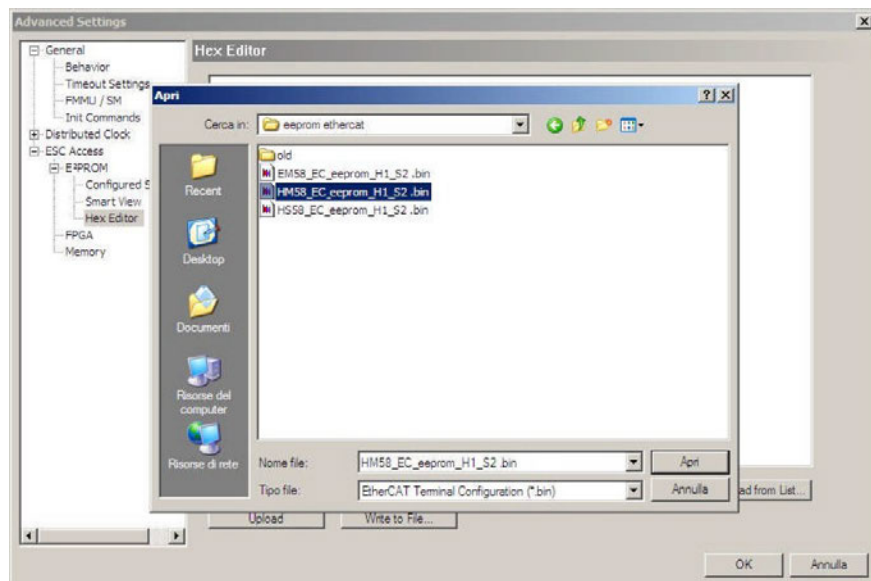 Advanced Settings
General
Behavior
Timeout Settings
FMMU / SM
Init Commands
Distributed Clock
ESC Access
E²PROM
Configured S
Smart View
Hex Editor
FPGA
Memory
Hex Editor
Apri
Cerca in:
eeprom ethercat
Recent
Desktop
Documenti
Risorse del
computer
Risorse di rete
old
EM58_EC_eeprom_H1_S2 .bin
HM58_EC_eeprom_H1_S2 .bin
HS58_EC_eeprom_H1_S2 .bin
Nome file:
HM58_EC_eeprom_H1_S2 .bin
Apri
Tipo file:
EtherCAT Terminal Configuration (*.bin)
Annulla
ad from List...
Upload
Write to File...
OK
Annulla